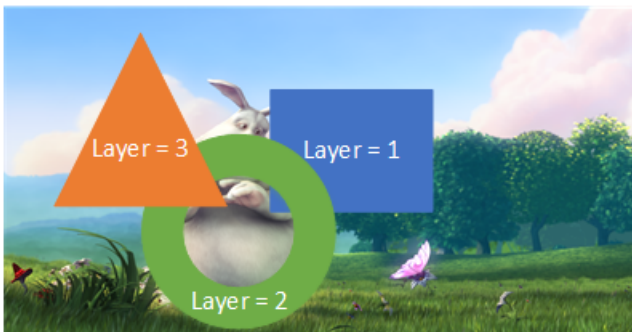 Layer = 3
Layer = 1
Layer = 2